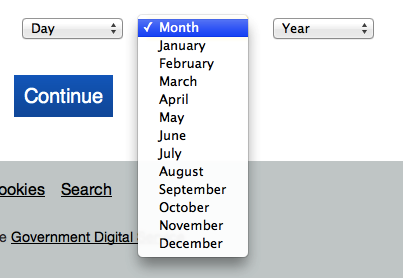 Day
✓ Month
Year
January
February
March
April
May
June
July
August
September
October
November
December
Continue
ookies Search
e Government Digital